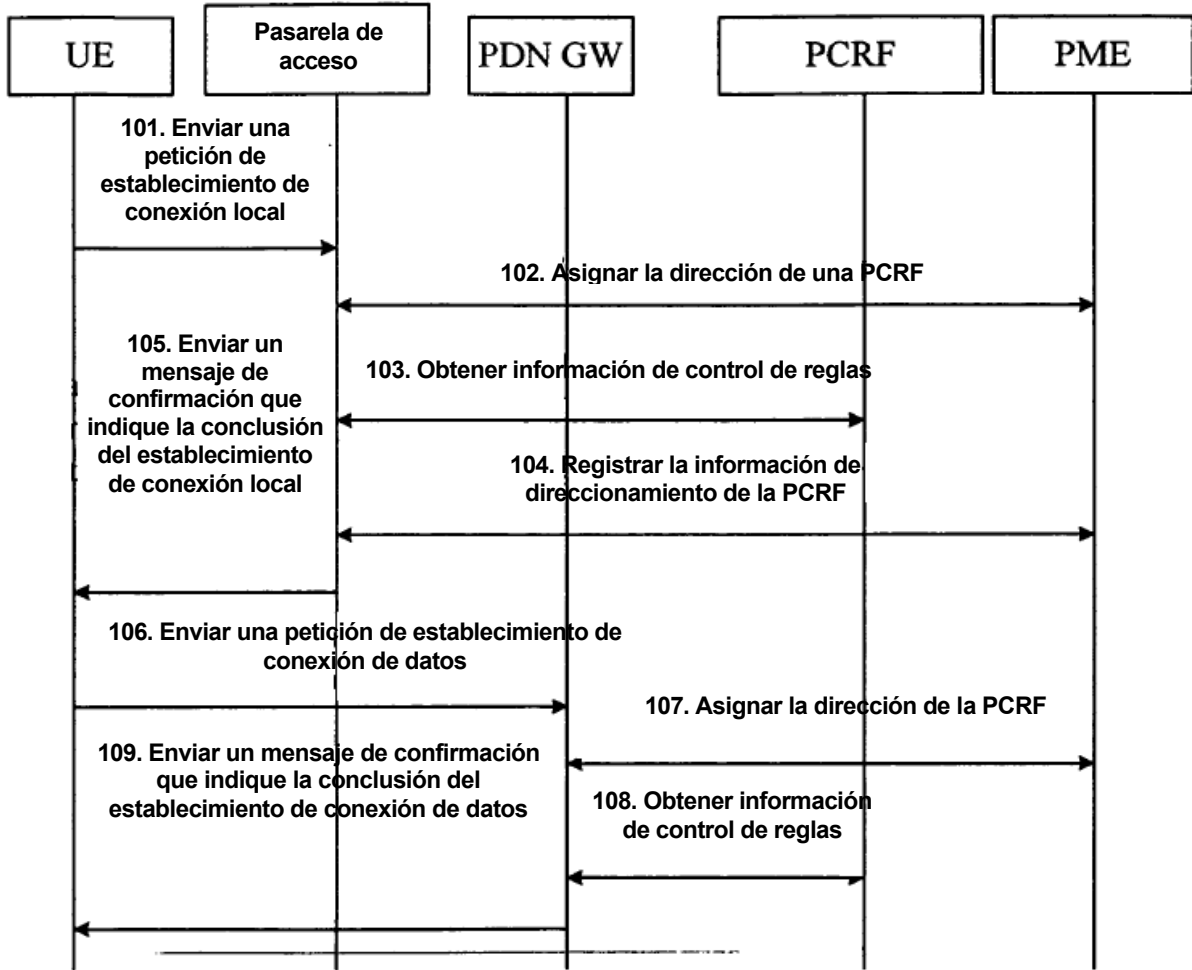 UE
Pasarela de
acceso
PDN GW
PCRF
PME
101. Enviar una
petición de
establecimiento de
conexión local
102. Asignar la dirección de una PCRF
105. Enviar un
mensaje de
confirmación que
indique la conclusión
del establecimiento
de conexión local
103. Obtener información de control de reglas
104. Registrar la información de
direccionamiento de la PCRF
106. Enviar una petición de establecimiento de
conexión de datos
107. Asignar la dirección de la PCRF
109. Enviar un mensaje de confirmación
que indique la conclusión del
establecimiento de conexión de datos
108. Obtener información
de control de reglas